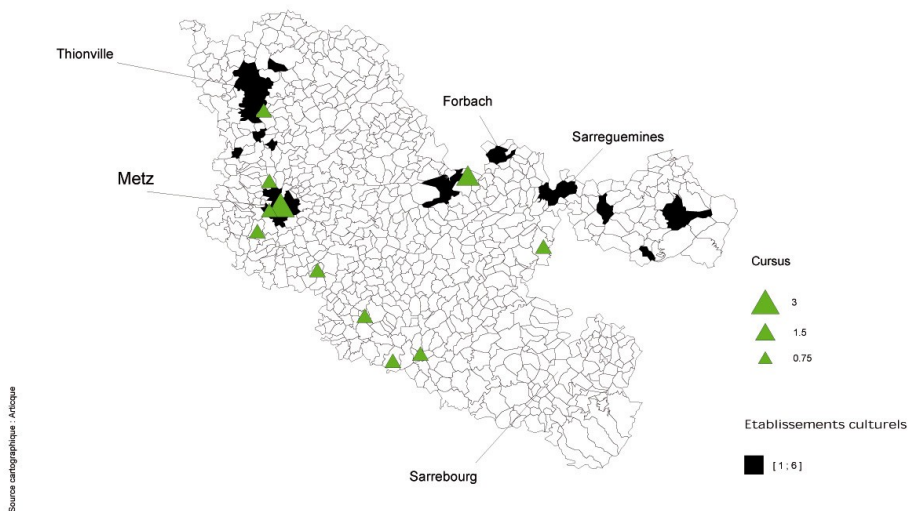 Thionville
Forbach
Sarreguemines
Metz
Cursus
3
1.5
0.75
Etablissements culturels
[ 1 ; 6 ]
Sarrebourg
Source cartographique : Articque